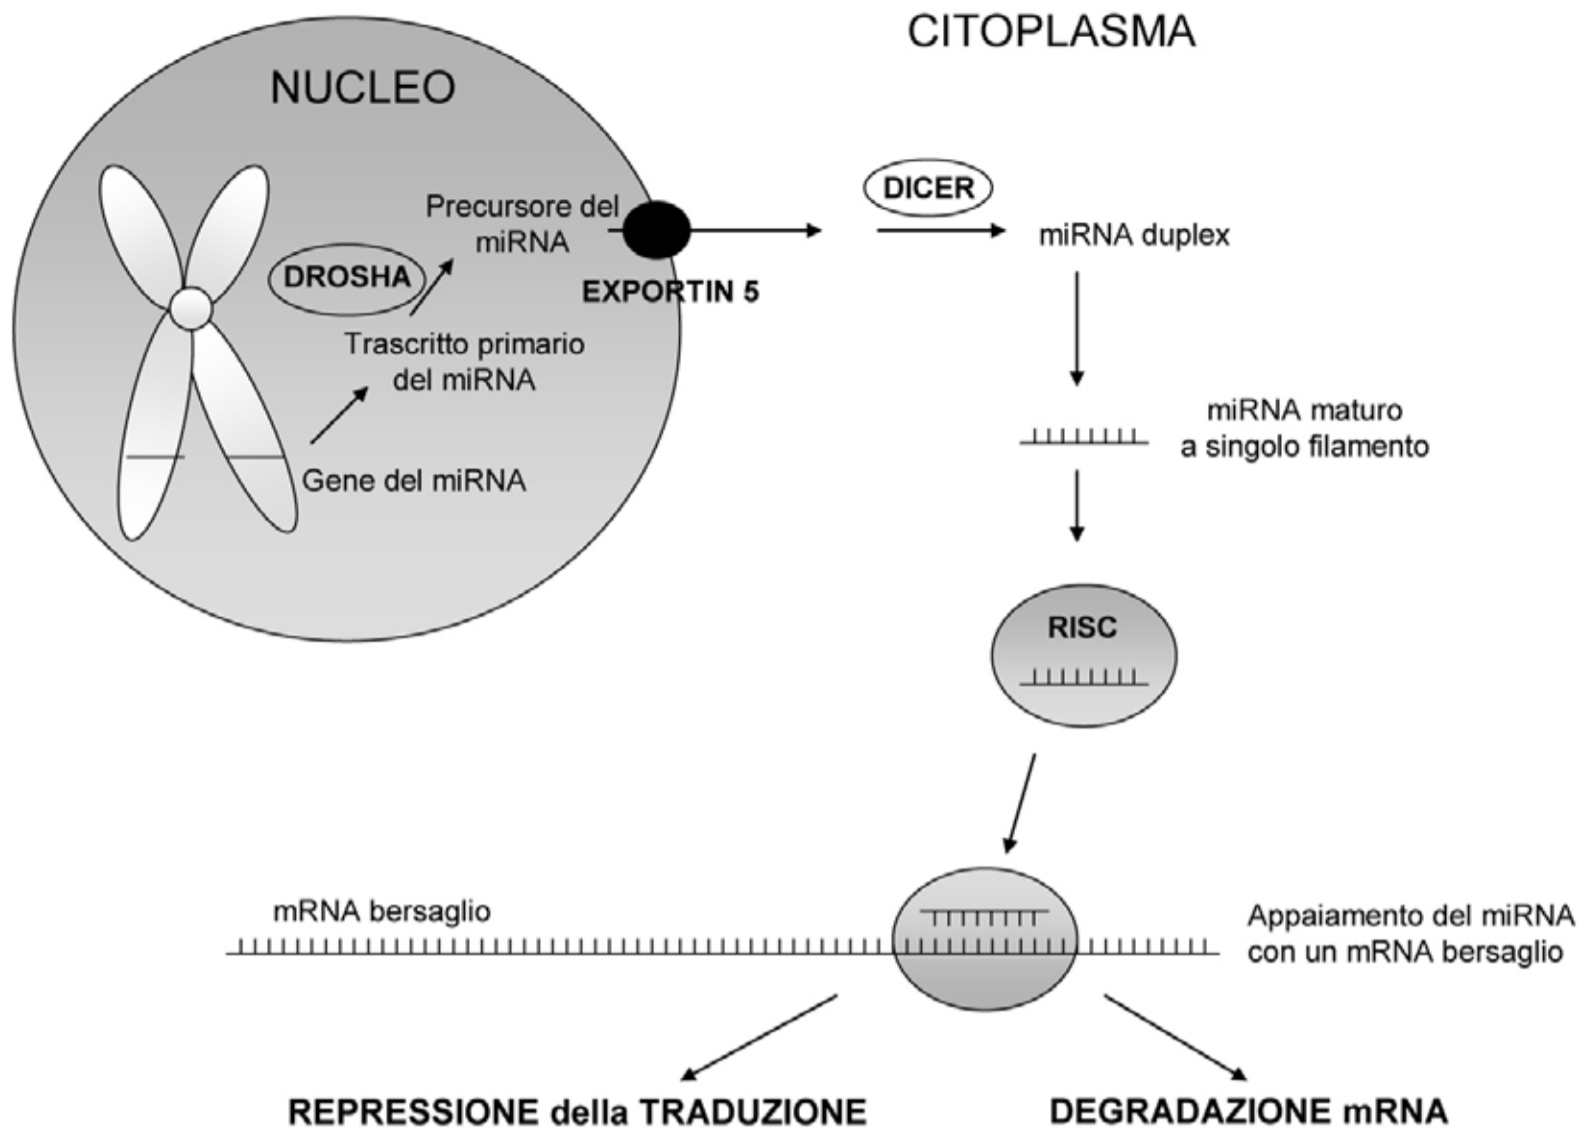 CITOPLASMA
NUCLEO
DICER
Precursore del
miRNA
miRNA duplex
DROSHA
EXPORTIN 5
Trascritto primario
del miRNA
miRNA maturo
a singolo filamento
Gene del miRNA
RISC
mRNA bersaglio
Appaiamento del miRNA
con un mRNA bersaglio
REPRESSIONE della TRADUZIONE
DEGRADAZIONE mRNA